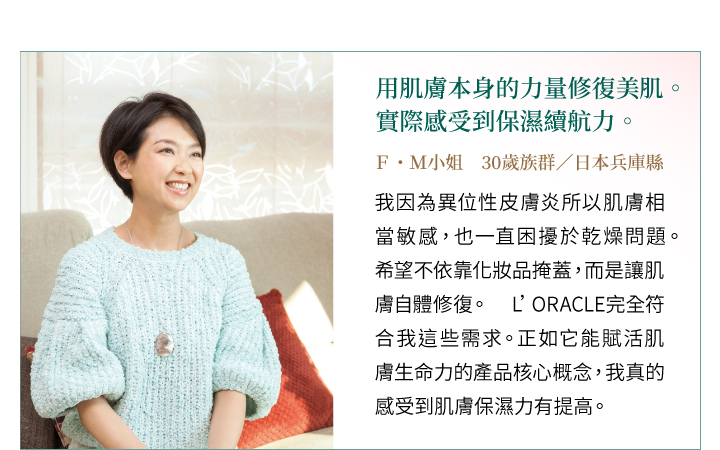 用肌膚本身的力量修復美肌。
實際感受到保濕續航力。
F・M小姐　30歲族群／日本兵庫縣
我因為異位性皮膚炎所以肌膚相
當敏感，也一直困擾於乾燥問題。
希望不依靠化妝品掩蓋，而是讓肌
膚自體修復。　L’ORACLE完全符
合我這些需求。正如它能賦活肌
膚生命力的產品核心概念，我真的
感受到肌膚保濕力有提高。